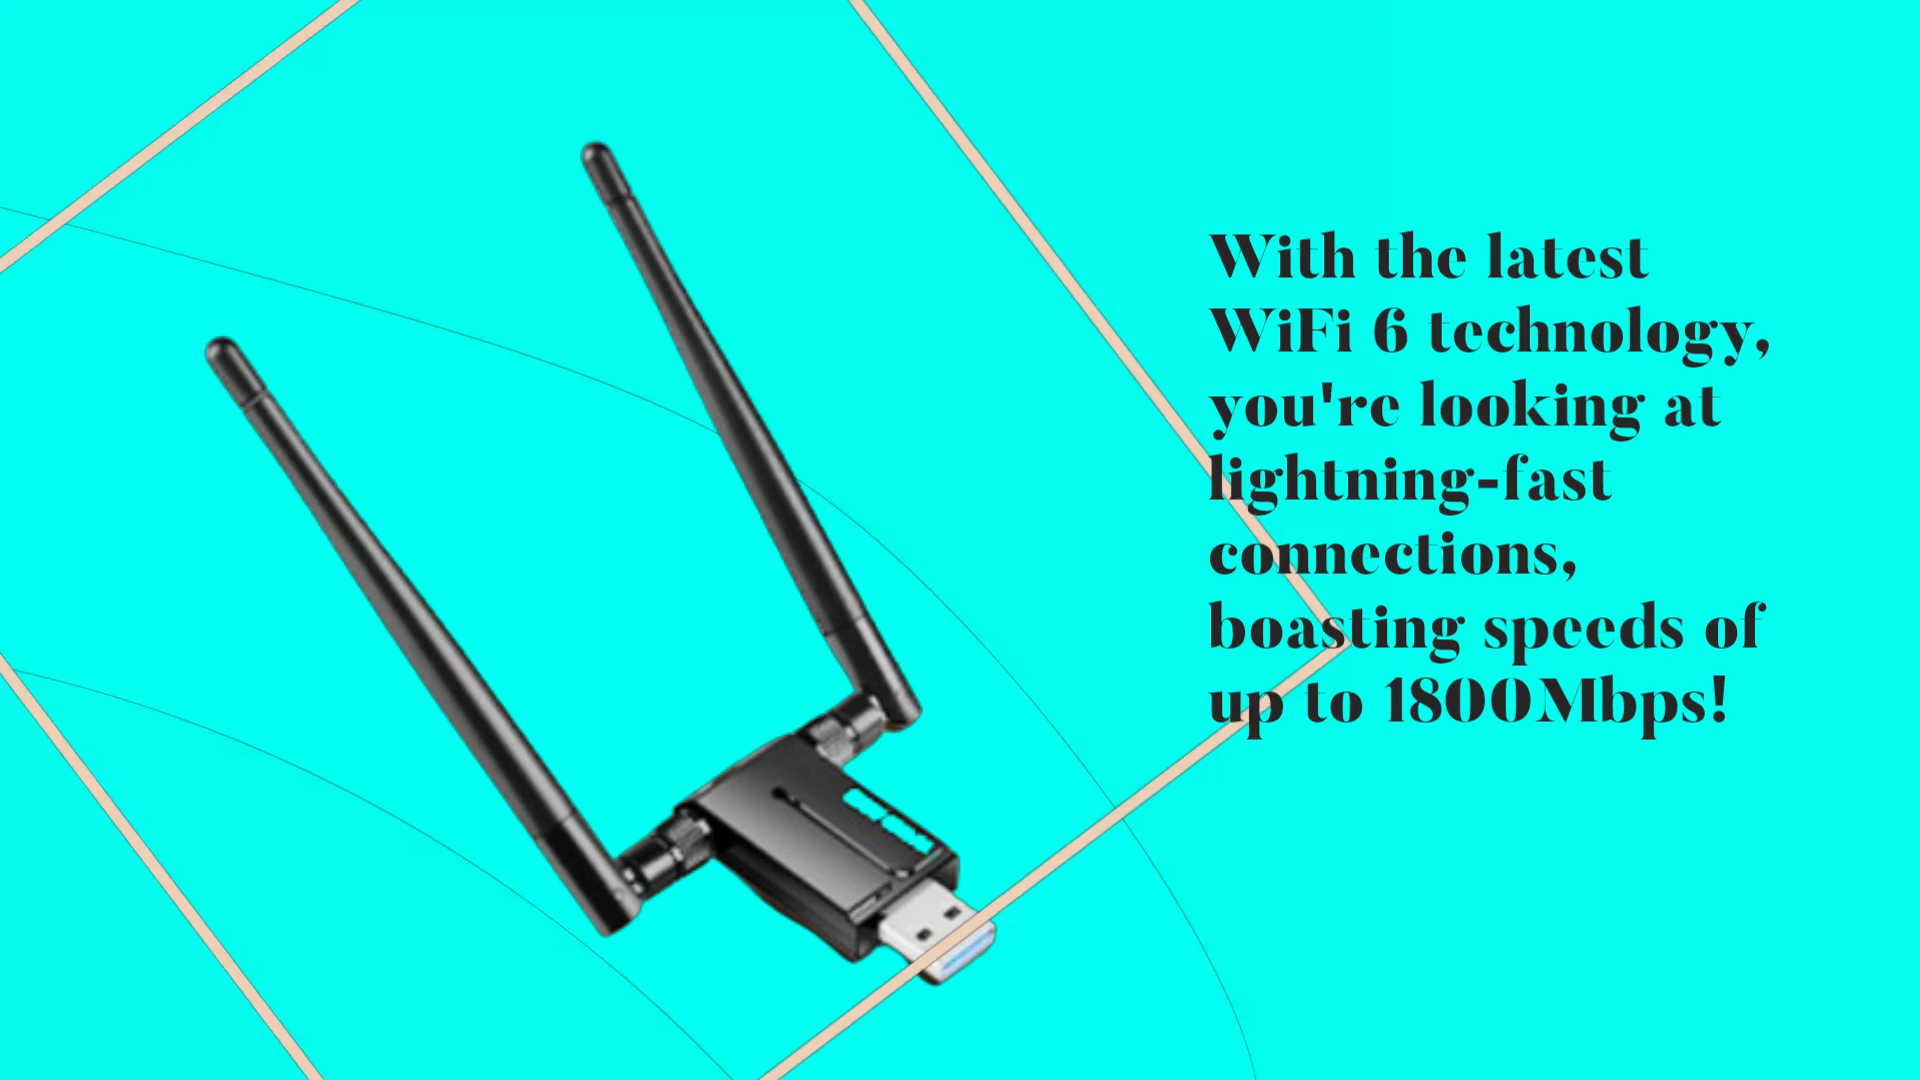 With the latest
WiFi 6 technology,
you're looking at
lightning-fast
connections,
boasting speeds of
up to 1800Mbps!